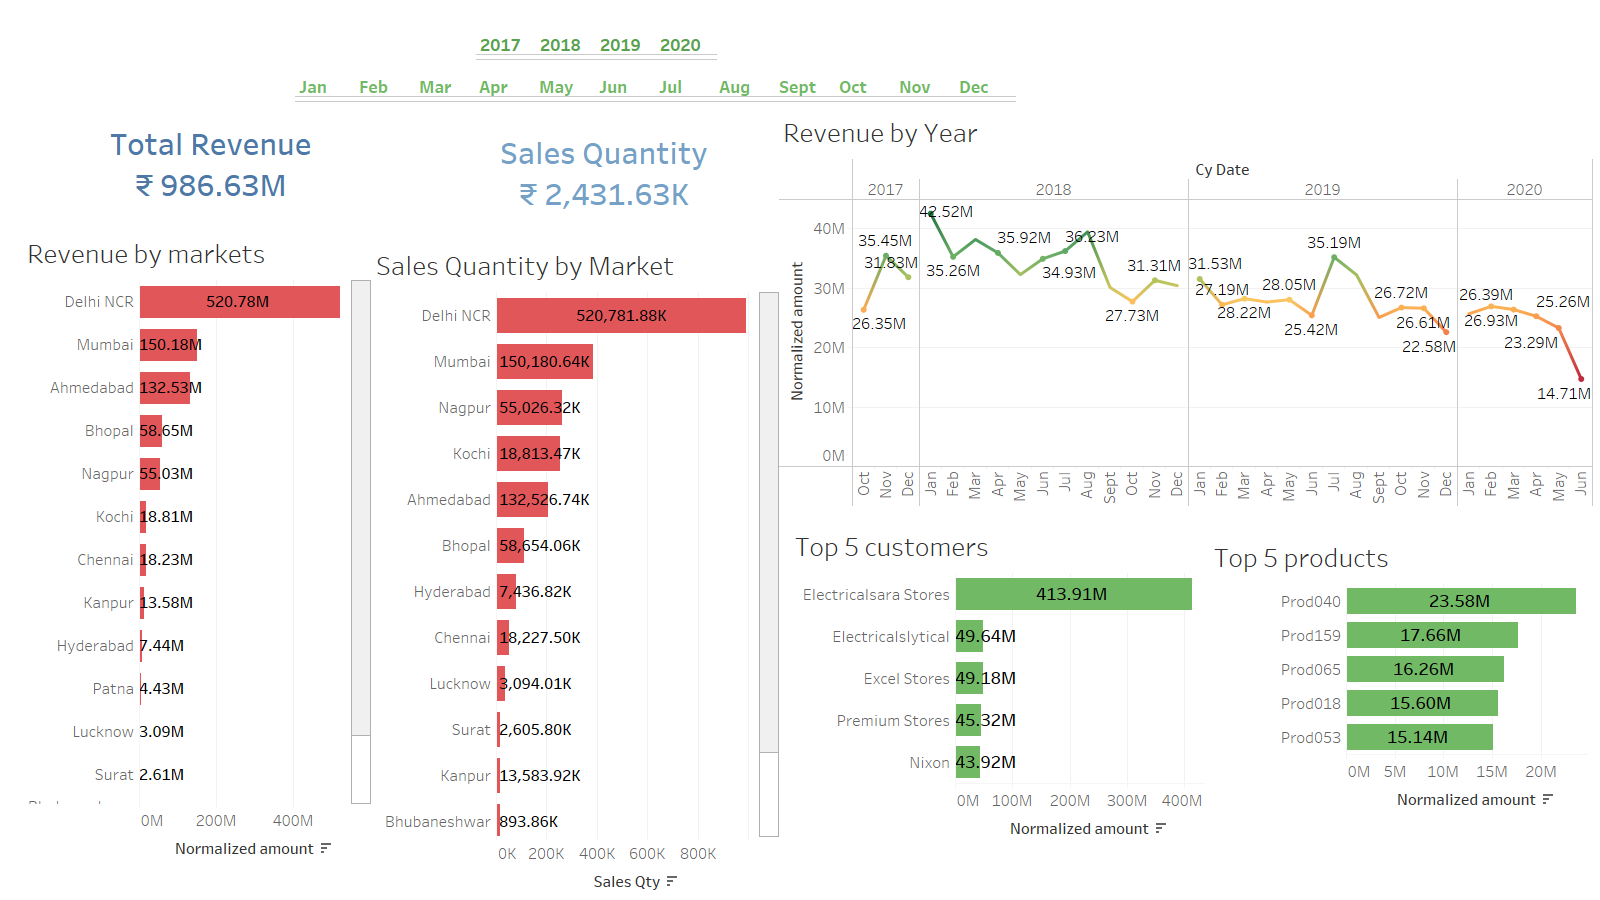 2017 2018 2019 2020
Jan Feb Mar Apr May Jun Jul Aug Sept Oct Nov Dec
Total Revenue
₹ 986.63M
Sales Quantity
₹ 2,431.63K
Revenue by markets
Delhi NCR 520.78M
Mumbai 150.18M
Ahmedabad 132.53M
Bhopal 58.65M
Nagpur 55.03M
Kochi 18.81M
Chennai 18.23M
Kanpur 13.58M
Hyderabad 7.44M
Patna 4.43M
Lucknow 3.09M
Surat 2.61M
0M 200M 400M
Normalized amount
Sales Quantity by Market
Delhi NCR 520,781.88K
Mumbai 150,180.64K
Nagpur 55,026.32K
Kochi 18,813.47K
Ahmedabad 132,526.74K
Bhopal 58,654.06K
Hyderabad 7,436.82K
Chennai 18,227.50K
Lucknow 3,094.01K
Surat 2,605.80K
Kanpur 13,583.92K
Bhubaneshwar 893.86K
0K 200K 400K 600K 800K
Sales Qty
Revenue by Year
Cy Date
2017 2018 2019 2020
Normalized amount
40M
30M
20M
10M
0M
26.35M 35.45M 31.83M 42.52M 35.26M 35.92M 34.93M 36.23M 27.73M 31.31M 31.53M 27.19M 28.22M 28.05M 25.42M 35.19M 26.72M 26.61M 22.58M 26.39M 26.93M 23.29M 25.26M 14.71M
Oct Nov Dec Jan Feb Mar Apr May Jun Jul Aug Sept Oct Nov Dec Jan Feb Mar Apr May Jun Jul Aug Sept Oct Nov Dec Jan Feb Mar Apr May Jun
Top 5 customers
Electricalsara Stores 413.91M
Electricalslytical 49.64M
Excel Stores 49.18M
Premium Stores 45.32M
Nixon 43.92M
0M 100M 200M 300M 400M
Normalized amount
Top 5 products
Prod040 23.58M
Prod159 17.66M
Prod065 16.26M
Prod018 15.60M
Prod053 15.14M
0M 5M 10M 15M 20M
Normalized amount